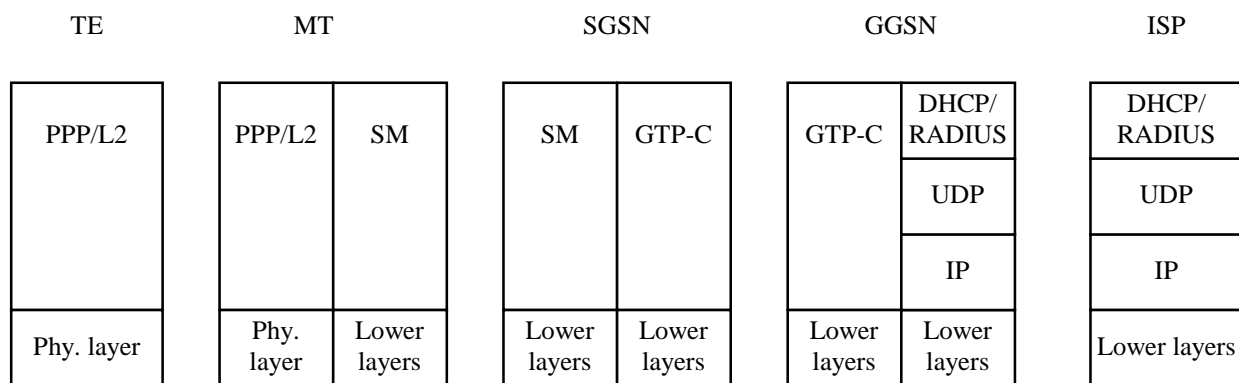 TE MT SGSN GGSN ISP
PPP/L2
Phy. layer
PPP/L2
Phy.
layer
SM
Lower
layers
SM
Lower
layers
GTP-C
Lower
layers
GTP-C
Lower
layers
DHCP/
RADIUS
UDP
IP
Lower
layers
DHCP/
RADIUS
UDP
IP
Lower layers